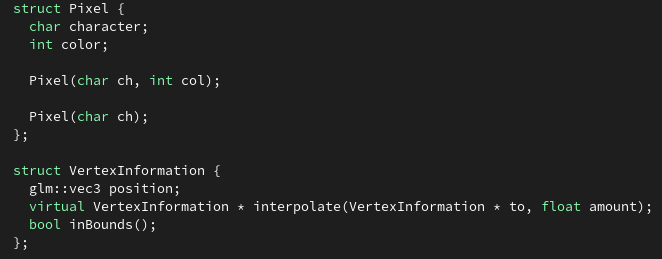 struct Pixel {
  char character;
  int color;

  Pixel(char ch, int col);

  Pixel(char ch);
};

struct VertexInformation {
  glm::vec3 position;
  virtual VertexInformation * interpolate(VertexInformation * to, float amount);
  bool inBounds();
};